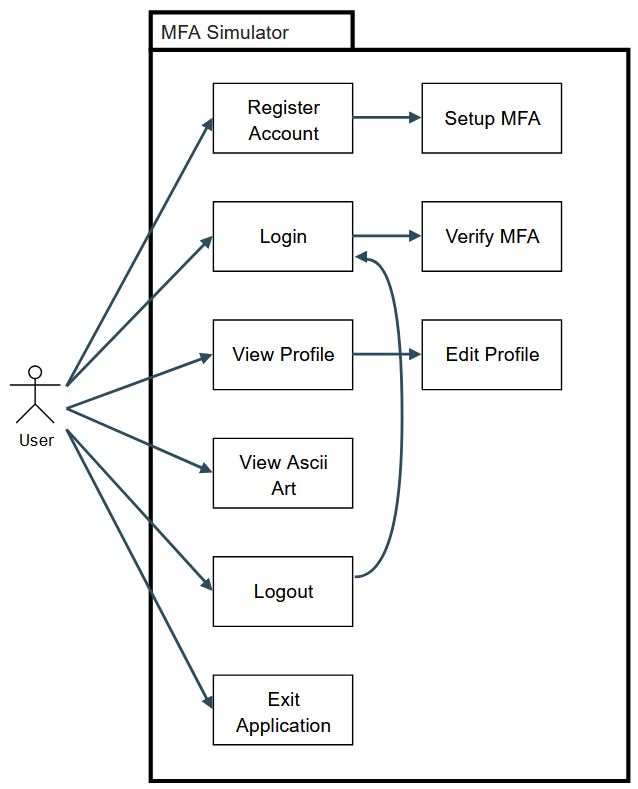 MFA Simulator
Register
Account
Setup MFA
Login
Verify MFA
View Profile
Edit Profile
User
View Ascii
Art
Logout
Exit
Application